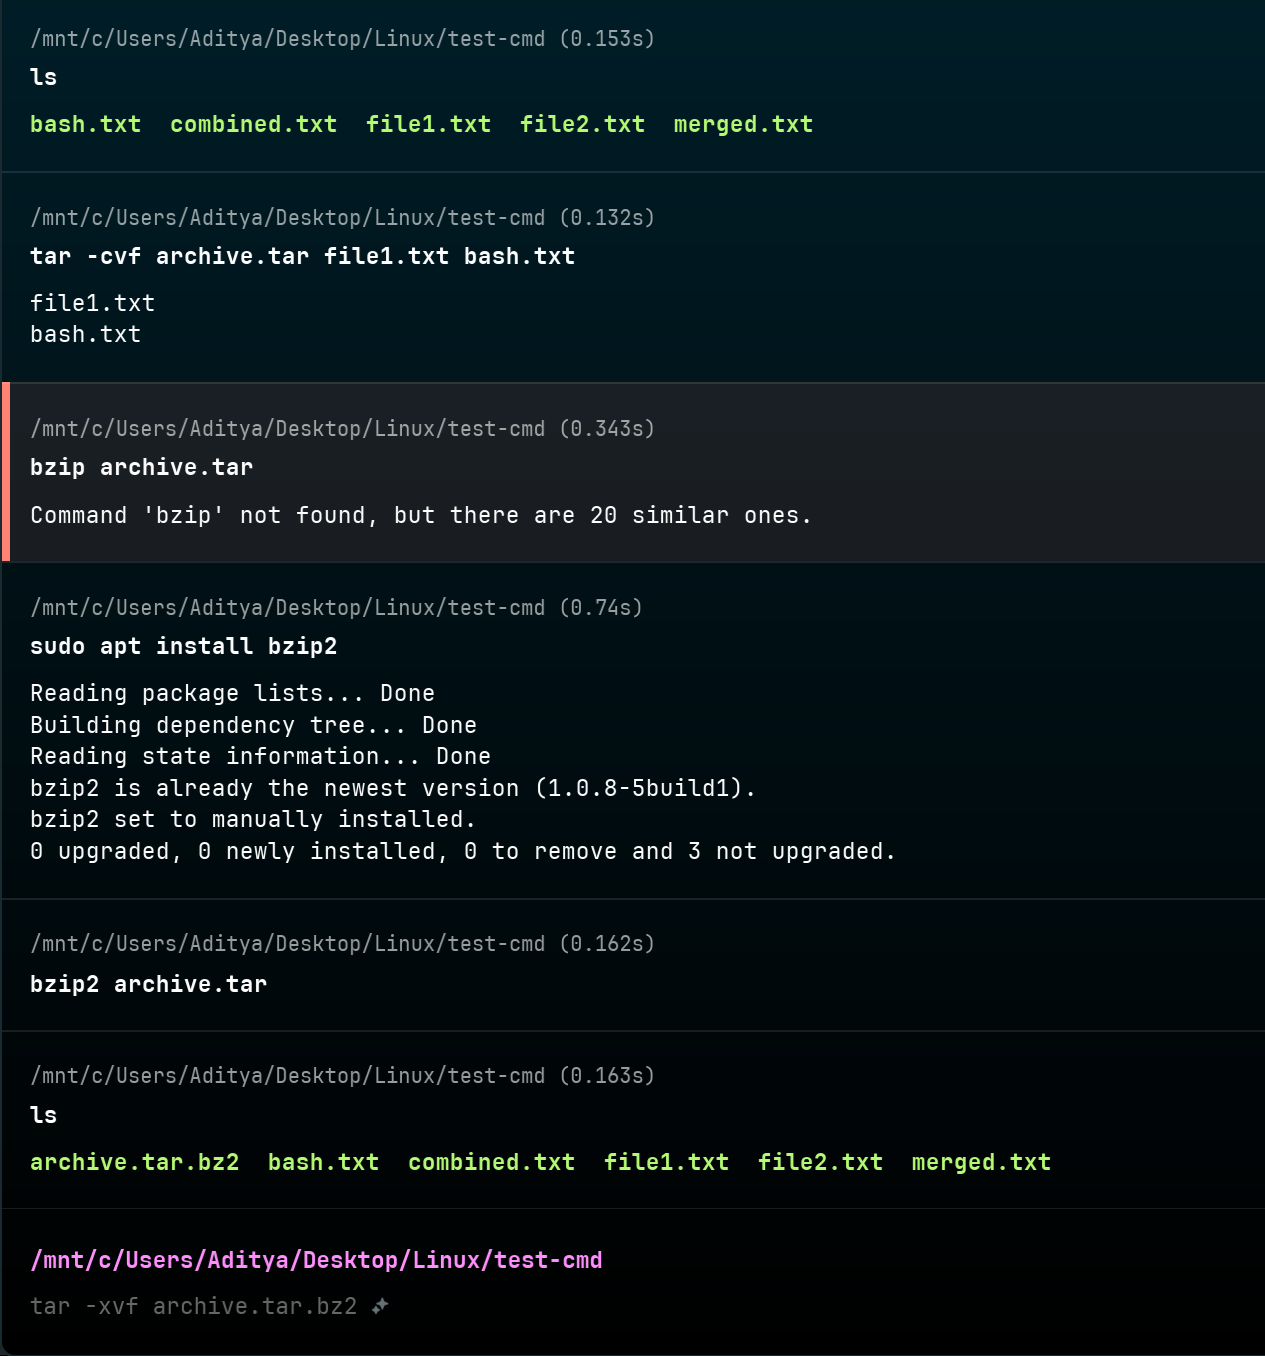 /mnt/c/Users/Aditya/Desktop/Linux/test-cmd (0.153s)
ls
bash.txt  combined.txt  file1.txt  file2.txt  merged.txt
/mnt/c/Users/Aditya/Desktop/Linux/test-cmd (0.132s)
tar -cvf archive.tar file1.txt bash.txt
file1.txt
bash.txt
/mnt/c/Users/Aditya/Desktop/Linux/test-cmd (0.343s)
bzip archive.tar
Command 'bzip' not found, but there are 20 similar ones.
/mnt/c/Users/Aditya/Desktop/Linux/test-cmd (0.74s)
sudo apt install bzip2
Reading package lists... Done
Building dependency tree... Done
Reading state information... Done
bzip2 is already the newest version (1.0.8-5build1).
bzip2 set to manually installed.
0 upgraded, 0 newly installed, 0 to remove and 3 not upgraded.
/mnt/c/Users/Aditya/Desktop/Linux/test-cmd (0.162s)
bzip2 archive.tar
/mnt/c/Users/Aditya/Desktop/Linux/test-cmd (0.163s)
ls
archive.tar.bz2  bash.txt  combined.txt  file1.txt  file2.txt  merged.txt
/mnt/c/Users/Aditya/Desktop/Linux/test-cmd
tar -xvf archive.tar.bz2